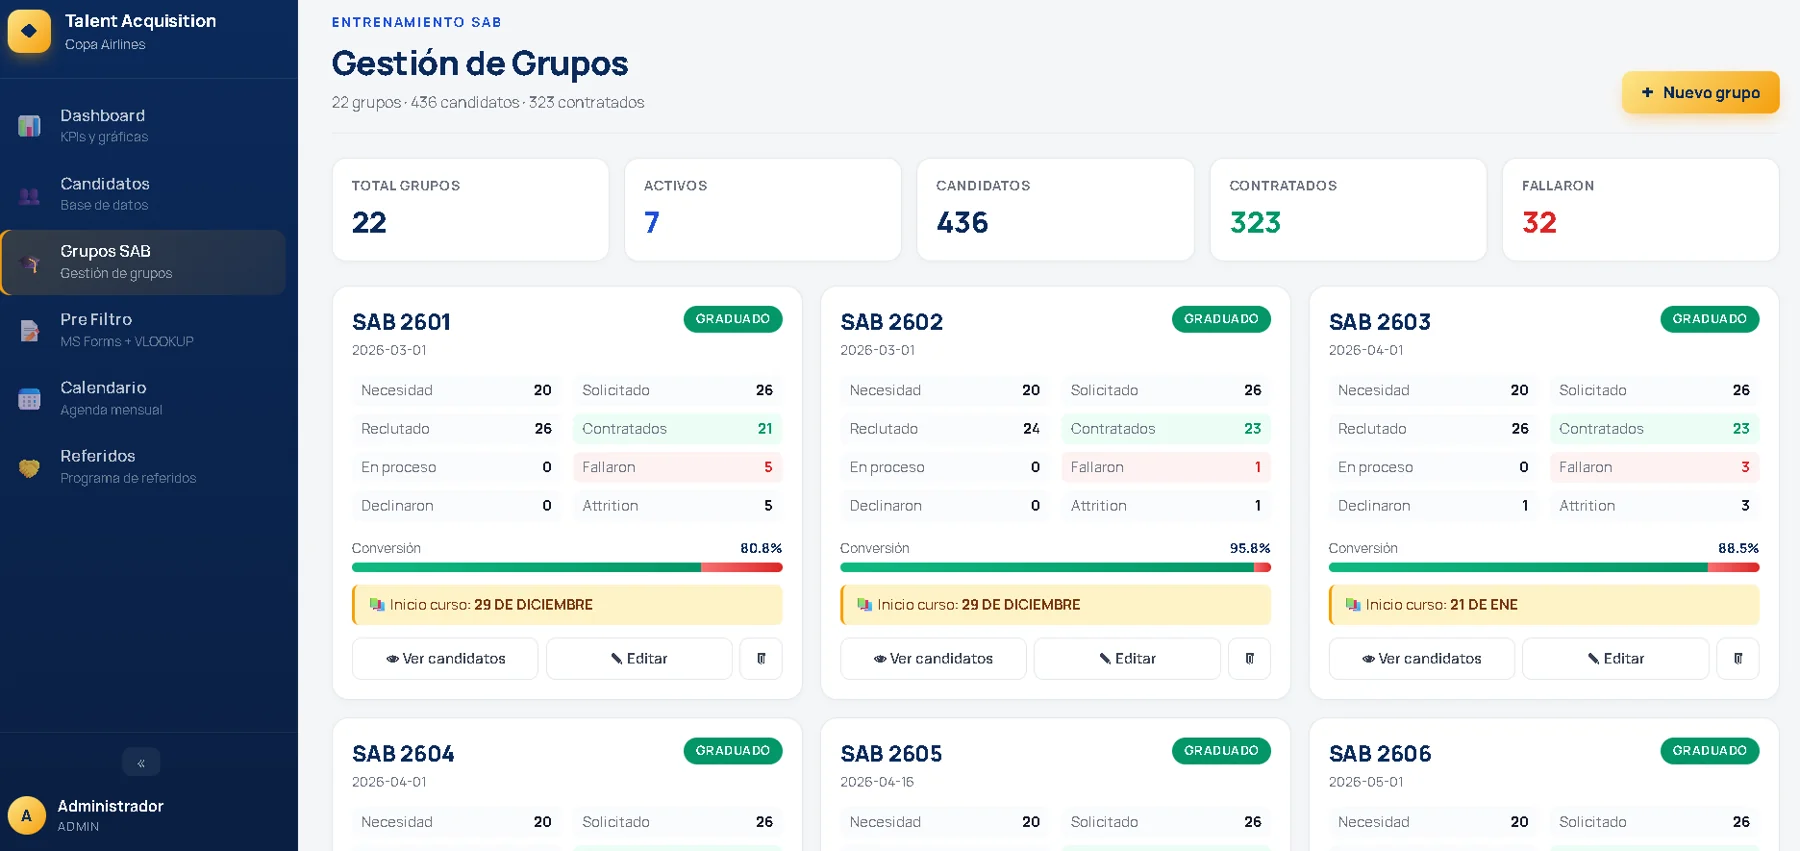 Talent Acquisition
Copa Airlines
Dashboard
KPIs y gráficas
Candidatos
Base de datos
Grupos SAB
Gestión de grupos
Pre Filtro
MS Forms + VLOOKUP
Calendario
Agenda mensual
Referidos
Programa de referidos
«
A
Administrador
ADMIN
ENTRENAMIENTO SAB
Gestión de Grupos
22 grupos · 436 candidatos · 323 contratados
+ Nuevo grupo
TOTAL GRUPOS
22
ACTIVOS
7
CANDIDATOS
436
CONTRATADOS
323
FALLARON
32
SAB 2601 GRADUADO
2026-03-01
Necesidad 20 Solicitado 26
Reclutado 26 Contratados 21
En proceso 0 Fallaron 5
Declinaron 0 Attrition 5
Conversión 80.8%
Inicio curso: 29 DE DICIEMBRE
Ver candidatos Editar
SAB 2602 GRADUADO
2026-03-01
Necesidad 20 Solicitado 26
Reclutado 24 Contratados 23
En proceso 0 Fallaron 1
Declinaron 0 Attrition 1
Conversión 95.8%
Inicio curso: 29 DE DICIEMBRE
Ver candidatos Editar
SAB 2603 GRADUADO
2026-04-01
Necesidad 20 Solicitado 26
Reclutado 26 Contratados 23
En proceso 0 Fallaron 3
Declinaron 1 Attrition 3
Conversión 88.5%
Inicio curso: 21 DE ENE
Ver candidatos Editar
SAB 2604 GRADUADO
2026-04-01
Necesidad 20 Solicitado 26
SAB 2605 GRADUADO
2026-04-16
Necesidad 20 Solicitado 26
SAB 2606 GRADUADO
2026-05-01
Necesidad 20 Solicitado 26